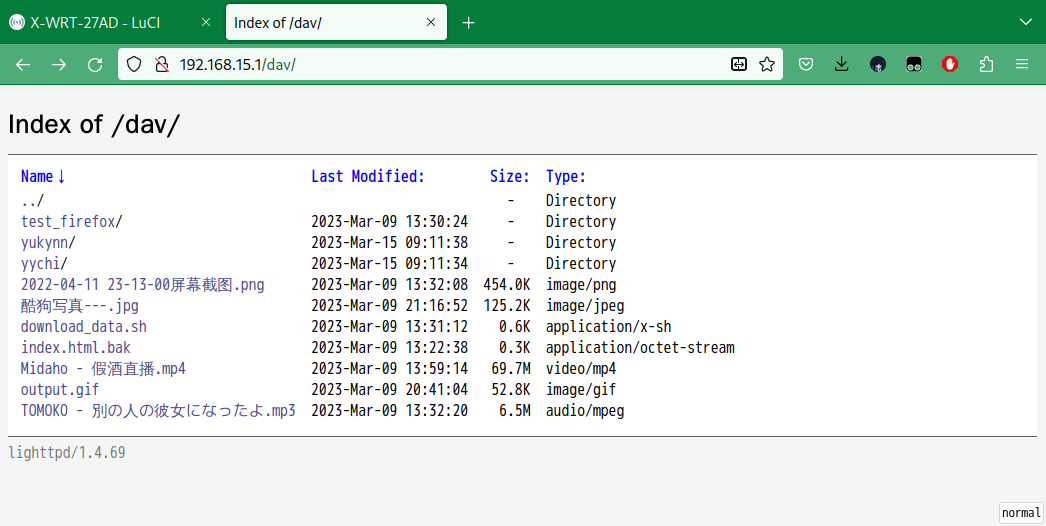 X-WRT-27AD - LuCI
Index of /dav/
192.168.15.1/dav/
Index of /dav/
Name↓ Last Modified: Size: Type:
../ - Directory
test_firefox/ 2023-Mar-09 13:30:24 - Directory
yukynn/ 2023-Mar-15 09:11:38 - Directory
yychi/ 2023-Mar-15 09:11:34 - Directory
2022-04-11 23-13-00屏幕截图.png 2023-Mar-09 13:32:08 454.0K image/png
酷狗写真---.jpg 2023-Mar-09 21:16:52 125.2K image/jpeg
download_data.sh 2023-Mar-09 13:31:12 0.6K application/x-sh
index.html.bak 2023-Mar-09 13:22:38 0.3K application/octet-stream
Midaho - 假酒直播.mp4 2023-Mar-09 13:59:14 69.7M video/mp4
output.gif 2023-Mar-09 20:41:04 52.8K image/gif
TOMOKO - 別の人の彼女になったよ.mp3 2023-Mar-09 13:32:20 6.5M audio/mpeg
lighttpd/1.4.69
normal